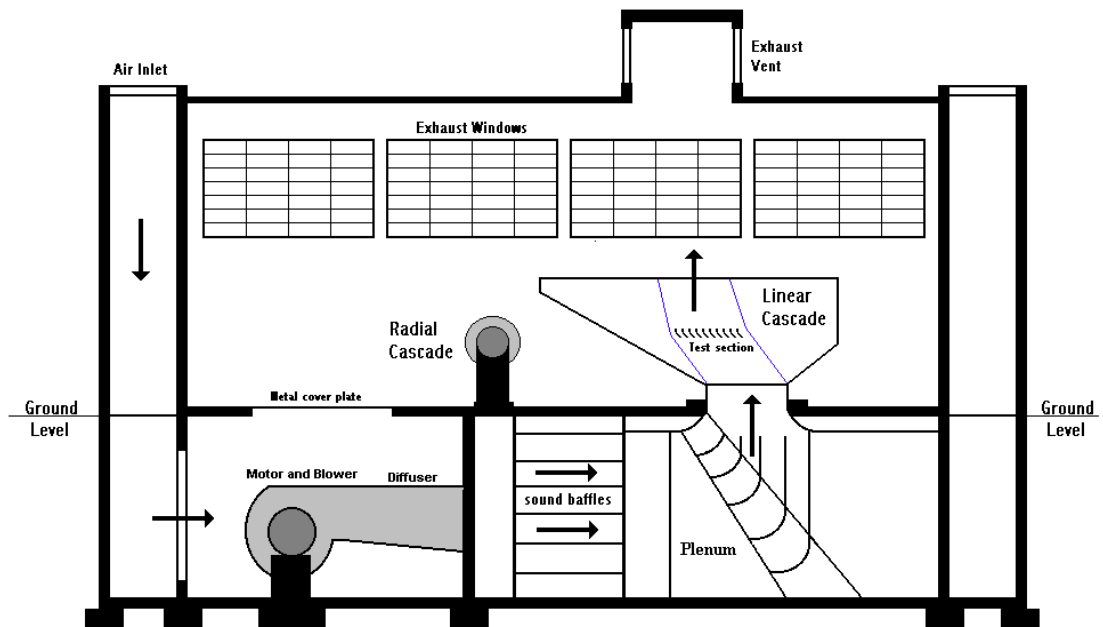 Air Inlet
Exhaust
Vent
Exhaust Windows
Linear
Cascade
Test section
Radial
Cascade
Metal cover plate
Ground
Level
Ground
Level
Motor and Blower
Diffuser
sound baffles
Plenum